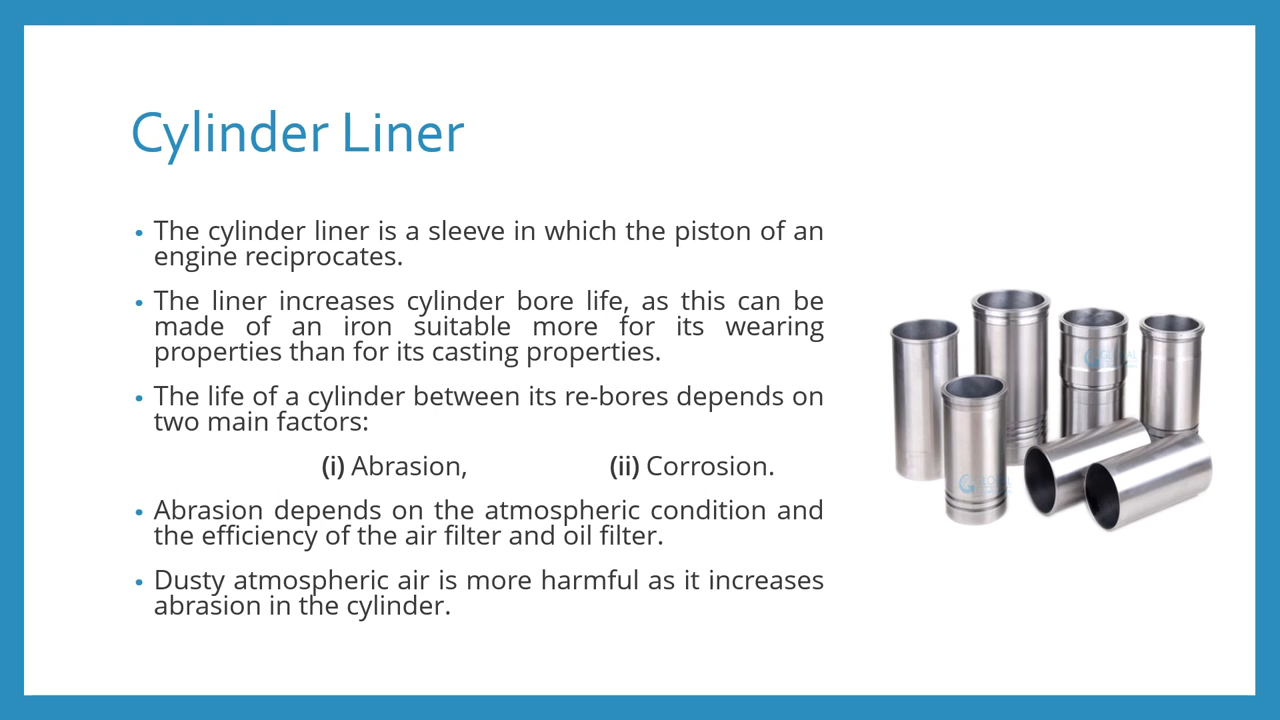 Cylinder Liner
• The cylinder liner is a sleeve in which the piston of an
engine reciprocates.
• The liner increases cylinder bore life, as this can be
made of an iron suitable more for its wearing
properties than for its casting properties.
• The life of a cylinder between its re-bores depends on
two main factors:
(i) Abrasion, (ii) Corrosion.
• Abrasion depends on the atmospheric condition and
the efficiency of the air filter and oil filter.
• Dusty atmospheric air is more harmful as it increases
abrasion in the cylinder.